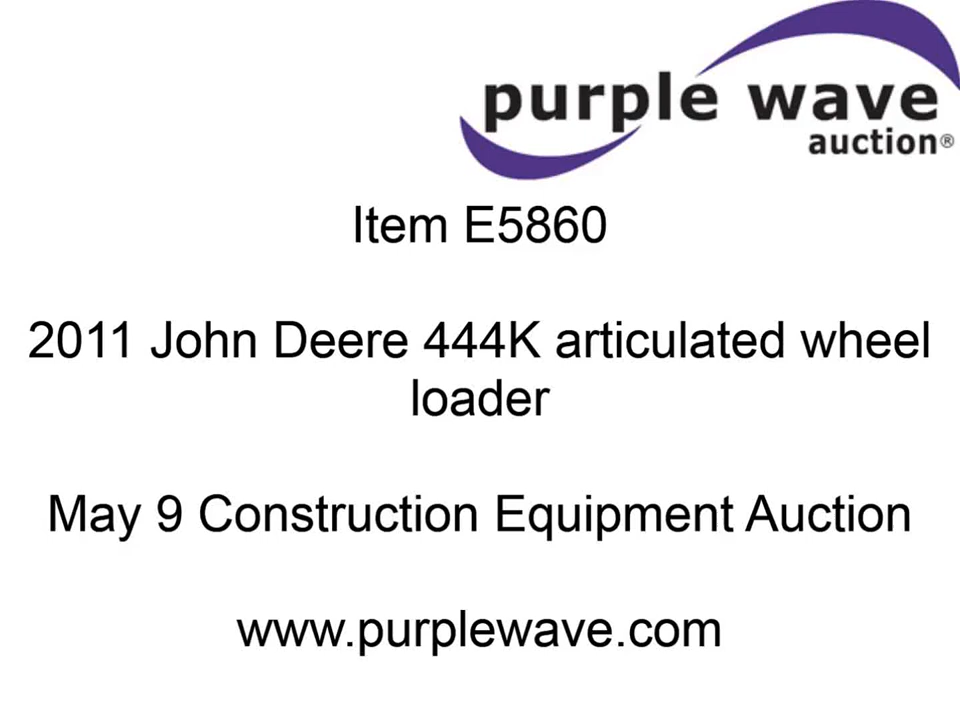 purple wave
auction®
Item E5860
2011 John Deere 444K articulated wheel
loader
May 9 Construction Equipment Auction
www.purplewave.com